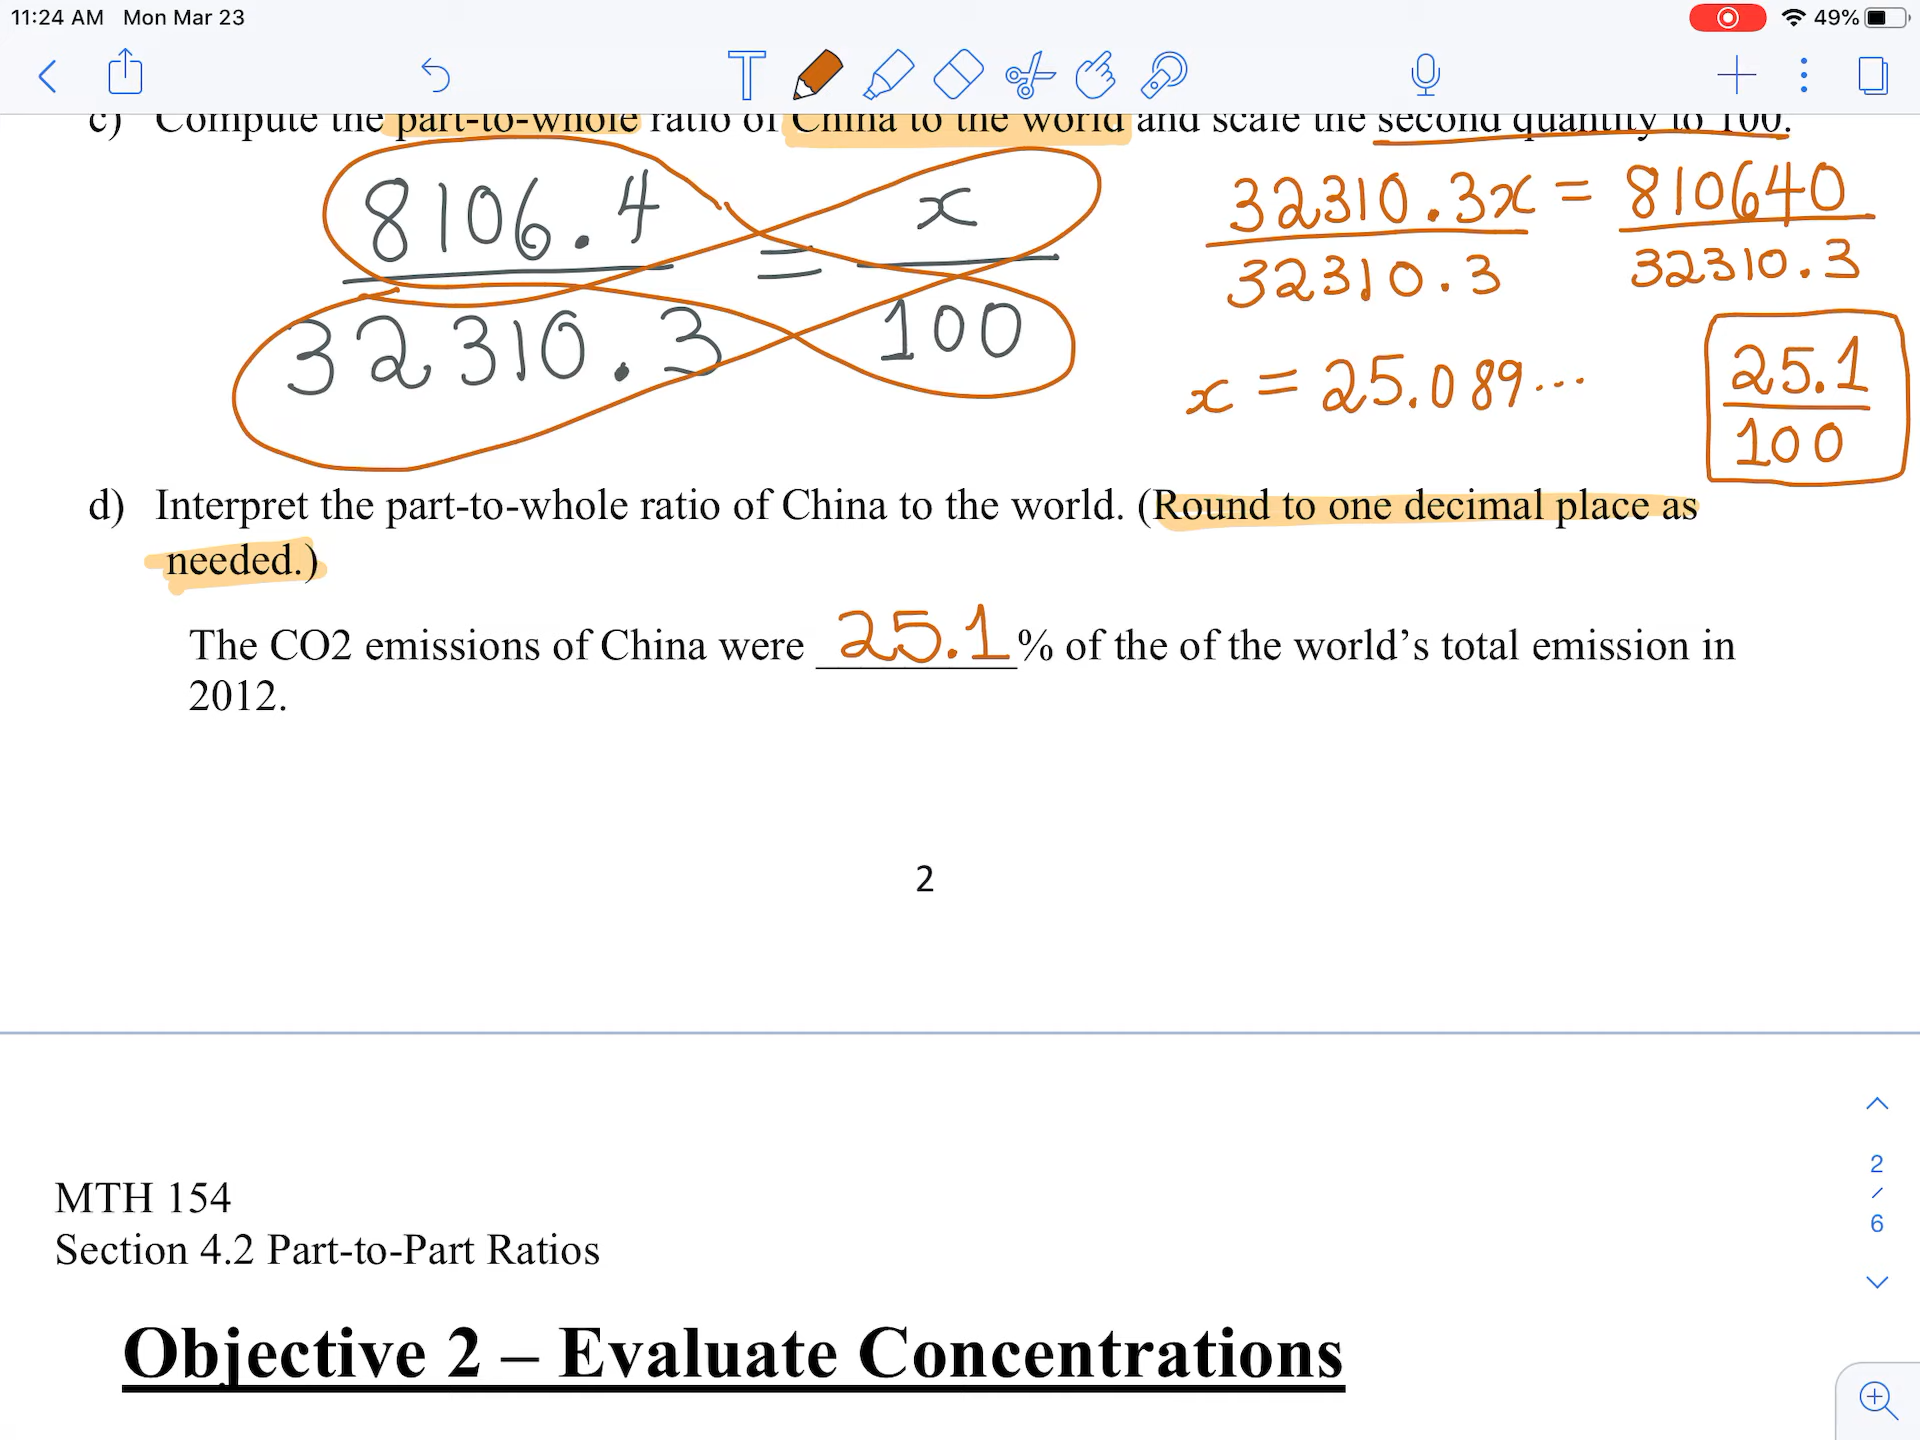 11:24 AM Mon Mar 23 49%
T
c) Compute the part-to-whole ratio of China to the world and scale the second quantity to 100.
8106.4 = x 32310.3x = 810640
32310.3 100 32310.3 32310.3
x = 25.089... 25.1
100
d) Interpret the part-to-whole ratio of China to the world. (Round to one decimal place as
needed.)
The CO2 emissions of China were 25.1 % of the of the world’s total emission in
2012.
2
2
/
6
MTH 154
Section 4.2 Part-to-Part Ratios
Objective 2 – Evaluate Concentrations